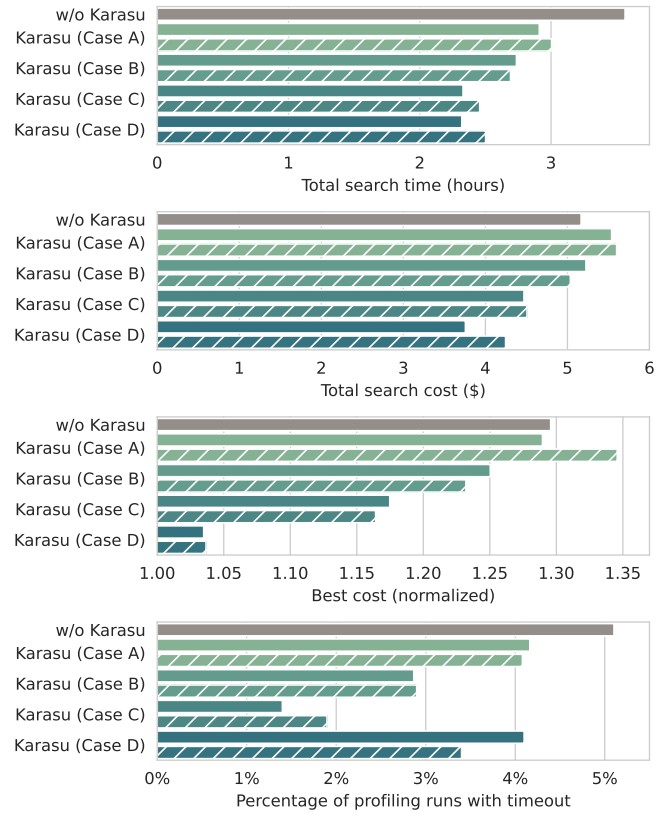 w/o Karasu
Karasu (Case A)
Karasu (Case B)
Karasu (Case C)
Karasu (Case D)
0 1 2 3
Total search time (hours)
w/o Karasu
Karasu (Case A)
Karasu (Case B)
Karasu (Case C)
Karasu (Case D)
0 1 2 3 4 5 6
Total search cost ($)
w/o Karasu
Karasu (Case A)
Karasu (Case B)
Karasu (Case C)
Karasu (Case D)
1.00 1.05 1.10 1.15 1.20 1.25 1.30 1.35
Best cost (normalized)
w/o Karasu
Karasu (Case A)
Karasu (Case B)
Karasu (Case C)
Karasu (Case D)
0% 1% 2% 3% 4% 5%
Percentage of profiling runs with timeout